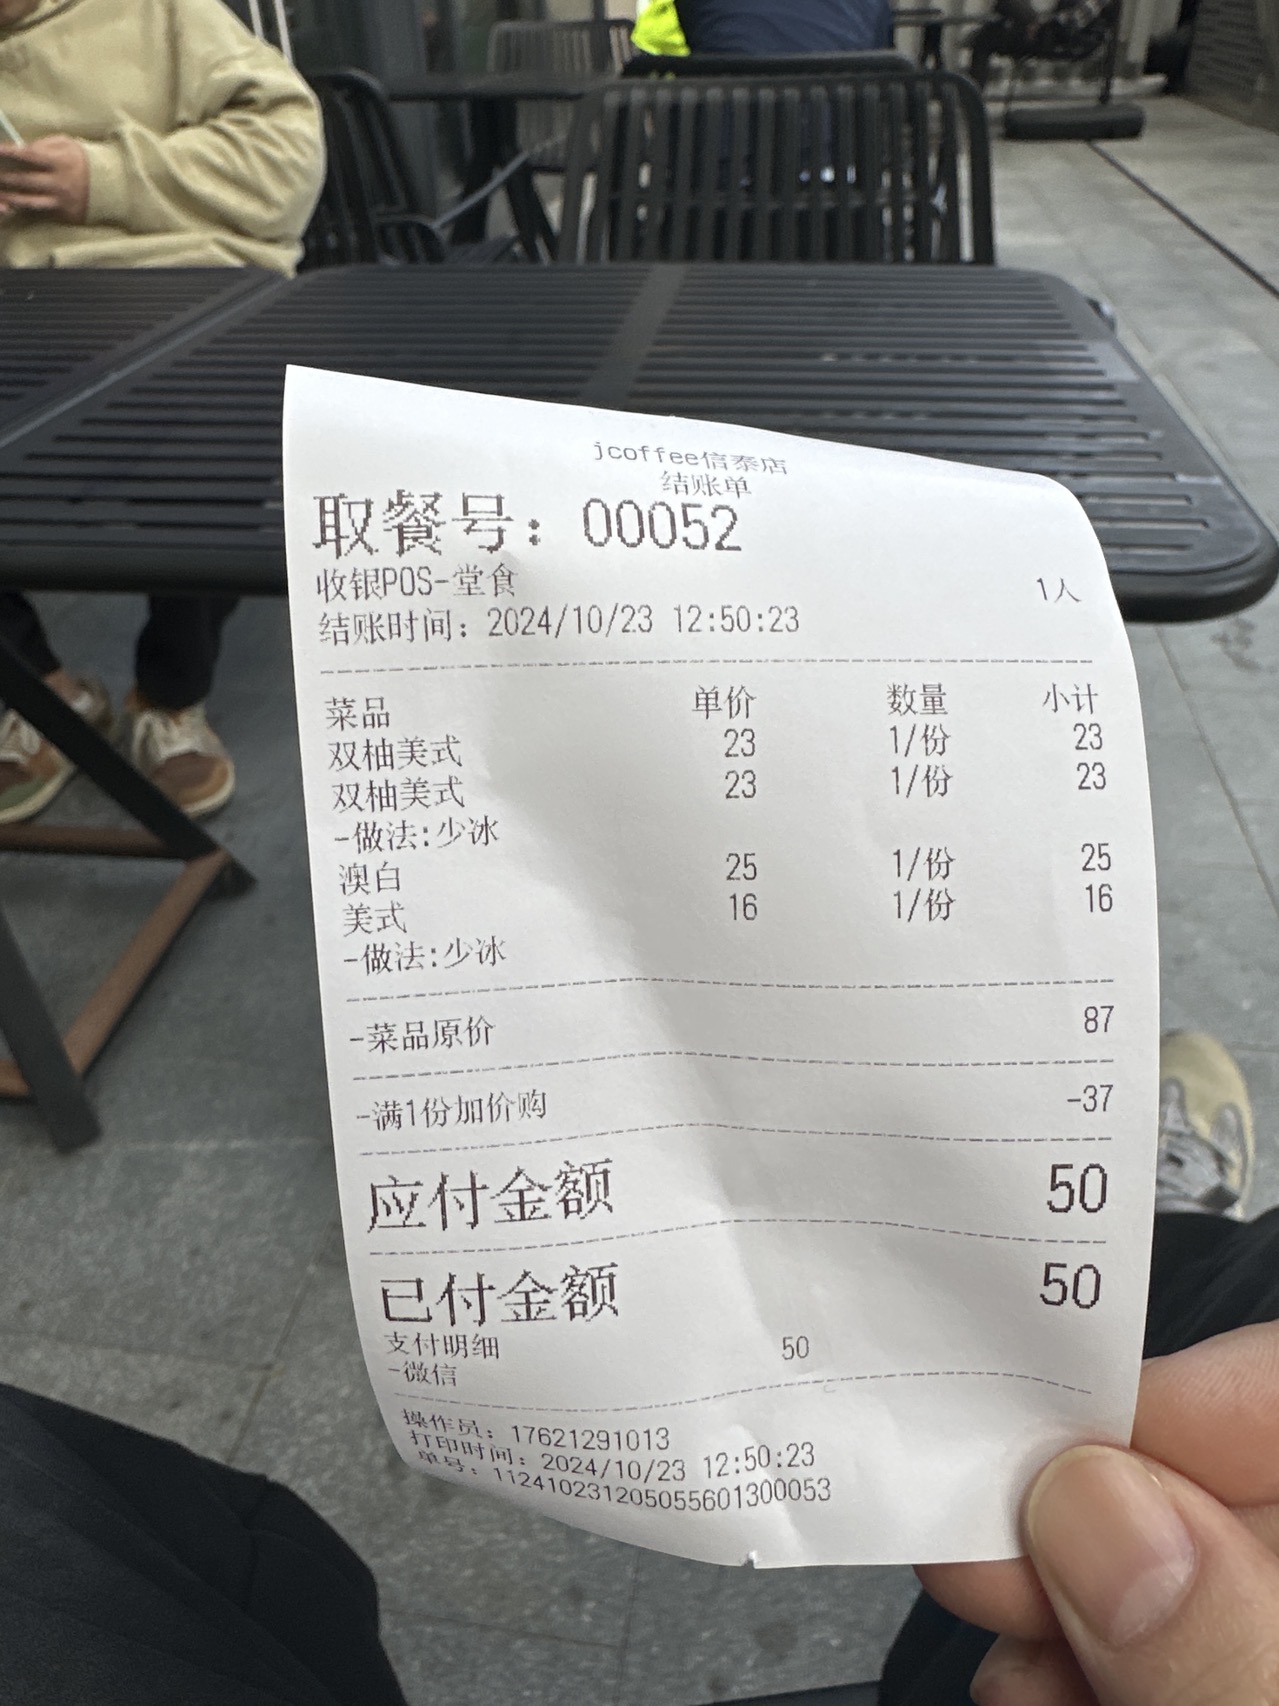 jcoffee信泰店
结账单
取餐号：00052
收银POS-堂食 1人
结账时间：2024/10/23 12:50:23
菜品 单价 数量 小计
双柚美式 23 1/份 23
双柚美式 23 1/份 23
-做法:少冰
澳白 25 1/份 25
美式 16 1/份 16
-做法:少冰
-菜品原价 87
-满1份加价购 -37
应付金额 50
已付金额 50
支付明细 50
-微信
操作员：17621291013
打印时间：2024/10/23 12:50:23
单号：112410231205055601300053